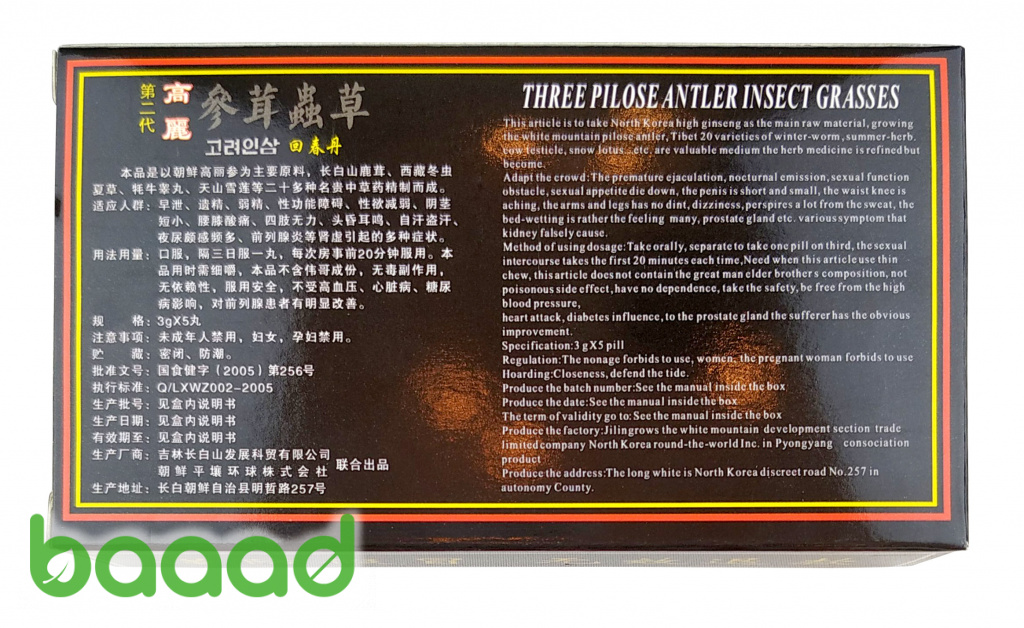 第二代
高麗
參茸蟲草
고려인삼 回春丹
本品是以朝鲜高丽参为主要原料，长白山鹿茸、西藏冬虫
夏草、牦牛睾丸、天山雪莲等二十多种名贵中草药精制而成。
适应人群：早泄、遗精、弱精、性功能障碍、性欲减弱、阴茎
短小、腰膝酸痛、四肢无力、头昏耳鸣、自汗盗汗、
夜尿颇感频多、前列腺炎等肾虚引起的多种症状。
用法用量：口服，隔三日服一丸，每次房事前20分钟服用。本
品用时需细嚼，本品不含伟哥成份，无毒副作用，
无依赖性，服用安全，不受高血压、心脏病、糖尿
病影响，对前列腺患者有明显改善。
规 格：3gX5丸
注意事项：未成年人禁用，妇女，孕妇禁用。
贮 藏：密闭、防潮。
批准文号：国食健字（2005）第256号
执行标准：Q/LXWZ002-2005
生产批号：见盒内说明书
生产日期：见盒内说明书
有效期至：见盒内说明书
生产厂商：吉林长白山发展科贸有限公司
朝鲜平壤环球株式会社 联合出品
生产地址：长白朝鲜自治县明哲路257号
THREE PILOSE ANTLER INSECT GRASSES
This article is to take North Korea high ginseng as the main raw material, growing
the white mountain pilose antler, Tibet 20 varieties of winter-worm, summer-herb,
cow testicle, snow lotus...etc. are valuable medium the herb medicine is refined but
become.
Adapt the crowd:The premature ejaculation, nocturnal emission, sexual function
obstacle, sexual appetite die down, the penis is short and small, the waist knee is
aching, the arms and legs has no dint, dizziness, perspires a lot from the sweat, the
bed-wetting is rather the feeling many, prostate gland etc. various symptom that
kidney falsely cause.
Method of using dosage:Take orally, separate to take one pill on third, the sexual
intercourse takes the first 20 minutes each time,Need when this article use thin
chew, this article does not contain the great man elder brother s composition, not
poisonous side effect, have no dependence, take the safety, be free from the high
blood pressure,
heart attack, diabetes influence, to the prostate gland the sufferer has the obvious
improvement.
Specification:3 gX5 pill
Regulation:The nonage forbids to use, women, the pregnant woman forbids to use
Hoarding:Closeness, defend the tide.
Produce the batch number:See the manual inside the box
Produce the date:See the manual inside the box
The term of validity go to:See the manual inside the box
Produce the factory:Jilingrows the white mountain development section trade
limited company North Korea round-the-world Inc. in Pyongyang consociation
product
Produce the address:The long white is North Korea discreet road No.257 in
autonomy County.
baaad